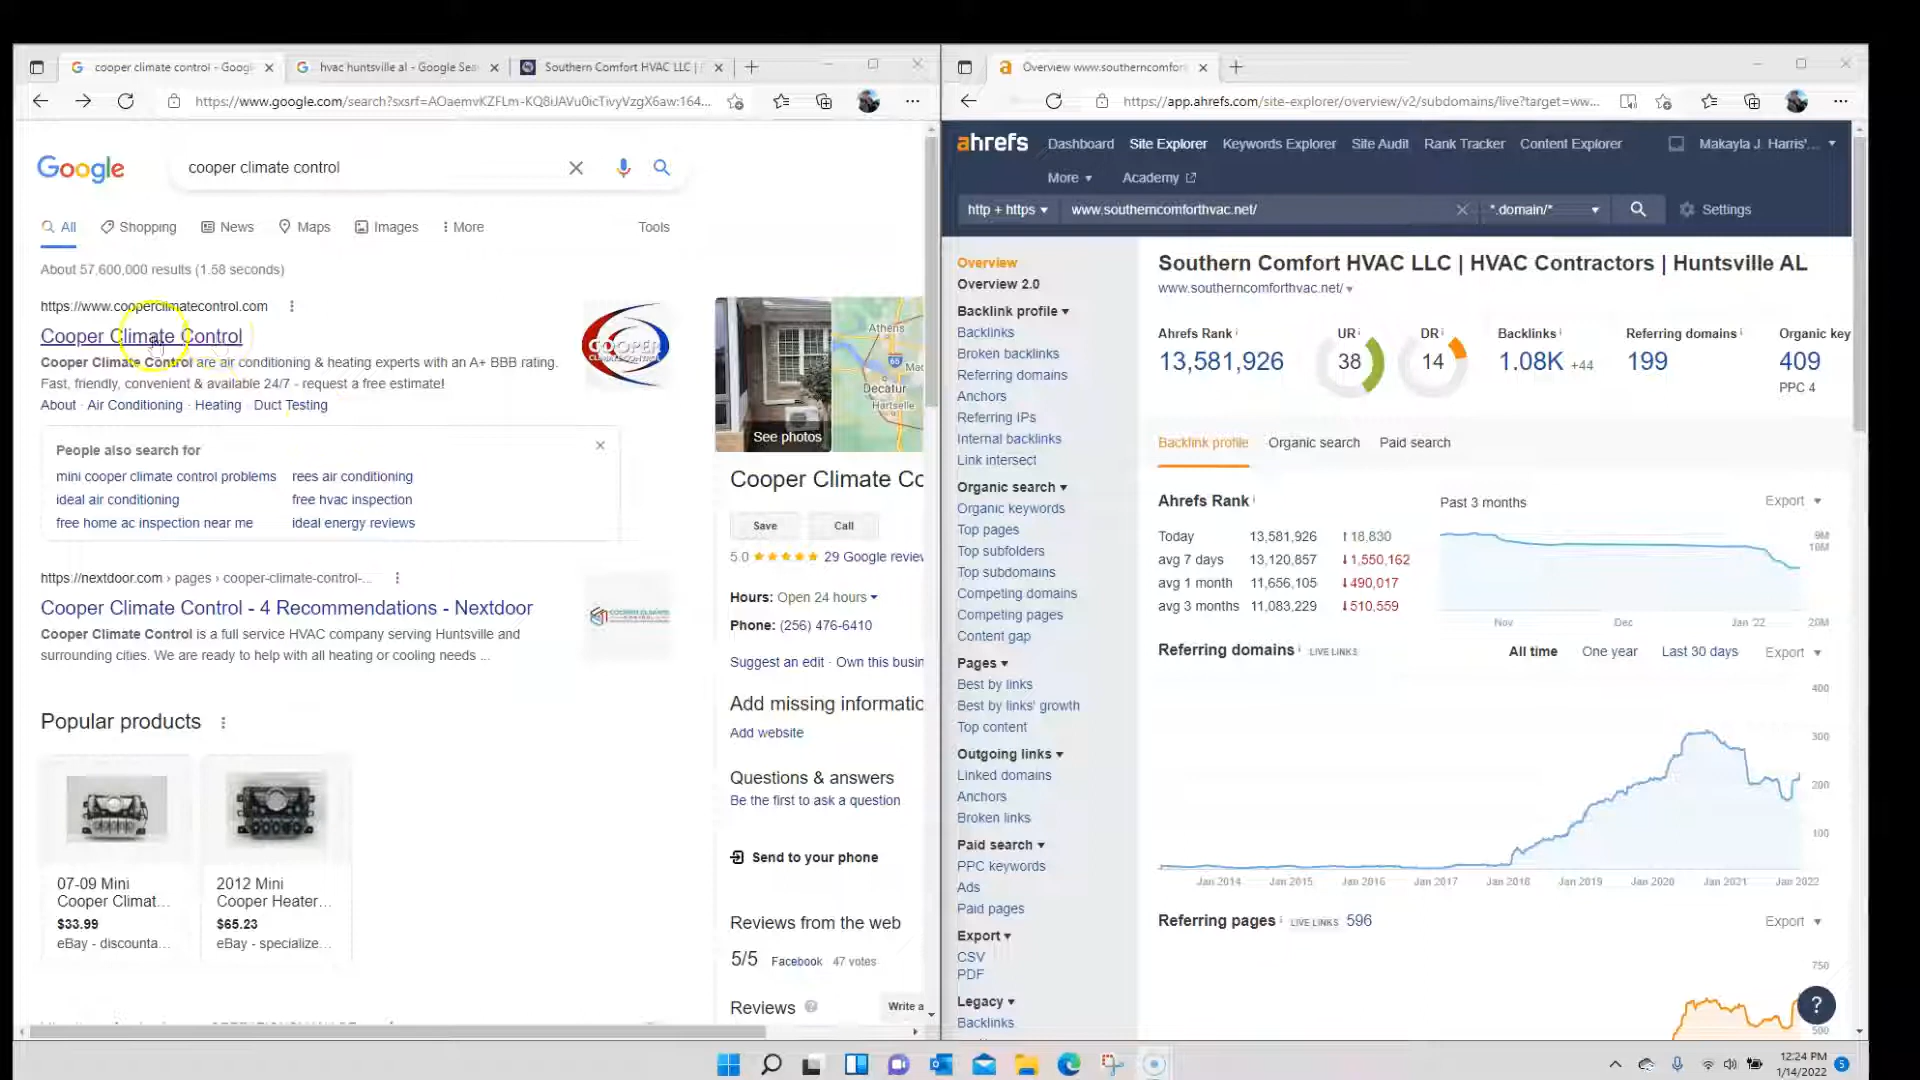 cooper climate control - Googl
hvac huntsville al - Google Sea
Southern Comfort HVAC LLC |
https://www.google.com/search?sxsrf=AOaemvKZFLm-KQ8iJAVu0icTivyVzgX6aw:164...
Google
cooper climate control
All
Shopping
News
Maps
Images
More
Tools
About 57,600,000 results (1.58 seconds)
https://www.cooperclimatecontrol.com
Cooper Climate Control
Cooper Climate Control are air conditioning & heating experts with an A+ BBB rating.
Fast, friendly, convenient & available 24/7 - request a free estimate!
About · Air Conditioning · Heating · Duct Testing
COOPER
People also search for
mini cooper climate control problems
rees air conditioning
ideal air conditioning
free hvac inspection
free home ac inspection near me
ideal energy reviews
https://nextdoor.com › pages › cooper-climate-control-...
Cooper Climate Control - 4 Recommendations - Nextdoor
Cooper Climate Control is a full service HVAC company serving Huntsville and
surrounding cities. We are ready to help with all heating or cooling needs ...
Popular products
07-09 Mini
Cooper Climat...
$33.99
eBay - discounta...
2012 Mini
Cooper Heater...
$65.23
eBay - specialize...
See photos
Athens
65
Mac
Decatur
Hartselle
Cooper Climate Co
Save
Call
5.0
29 Google review
Hours: Open 24 hours
Phone: (256) 476-6410
Suggest an edit · Own this busin
Add missing informatic
Add website
Questions & answers
Be the first to ask a question
Send to your phone
Reviews from the web
5/5 Facebook 47 votes
Reviews
Write a
Overview www.southerncomfor
https://app.ahrefs.com/site-explorer/overview/v2/subdomains/live?target=ww...
ahrefs
Dashboard
Site Explorer
Keywords Explorer
Site Audit
Rank Tracker
Content Explorer
Makayla J. Harris'...
More
Academy
http + https
www.southerncomforthvac.net/
*.domain/*
Settings
Overview
Overview 2.0
Backlink profile
Backlinks
Broken backlinks
Referring domains
Anchors
Referring IPs
Internal backlinks
Link intersect
Organic search
Organic keywords
Top pages
Top subfolders
Top subdomains
Competing domains
Competing pages
Content gap
Pages
Best by links
Best by links' growth
Top content
Outgoing links
Linked domains
Anchors
Broken links
Paid search
PPC keywords
Ads
Paid pages
Export
CSV
PDF
Legacy
Backlinks
Southern Comfort HVAC LLC | HVAC Contractors | Huntsville AL
www.southerncomforthvac.net/
Ahrefs Rank
13,581,926
UR
38
DR
14
Backlinks
1.08K +44
Referring domains
199
Organic key
409
PPC 4
Backlink profile
Organic search
Paid search
Ahrefs Rank
Past 3 months
Export
Today 13,581,926 ↑18,830
avg 7 days 13,120,857 ↓1,550,162
avg 1 month 11,656,105 ↓490,017
avg 3 months 11,083,229 ↓510,559
9M
Nov
Dec
Jan '22
20M
Referring domains LIVE LINKS
All time
One year
Last 30 days
Export
400
300
200
100
Jan 2014
Jan 2015
Jan 2016
Jan 2017
Jan 2018
Jan 2019
Jan 2020
Jan 2021
Jan 2022
Referring pages LIVE LINKS 596
Export
750
500
?
12:24 PM
1/14/2022
5